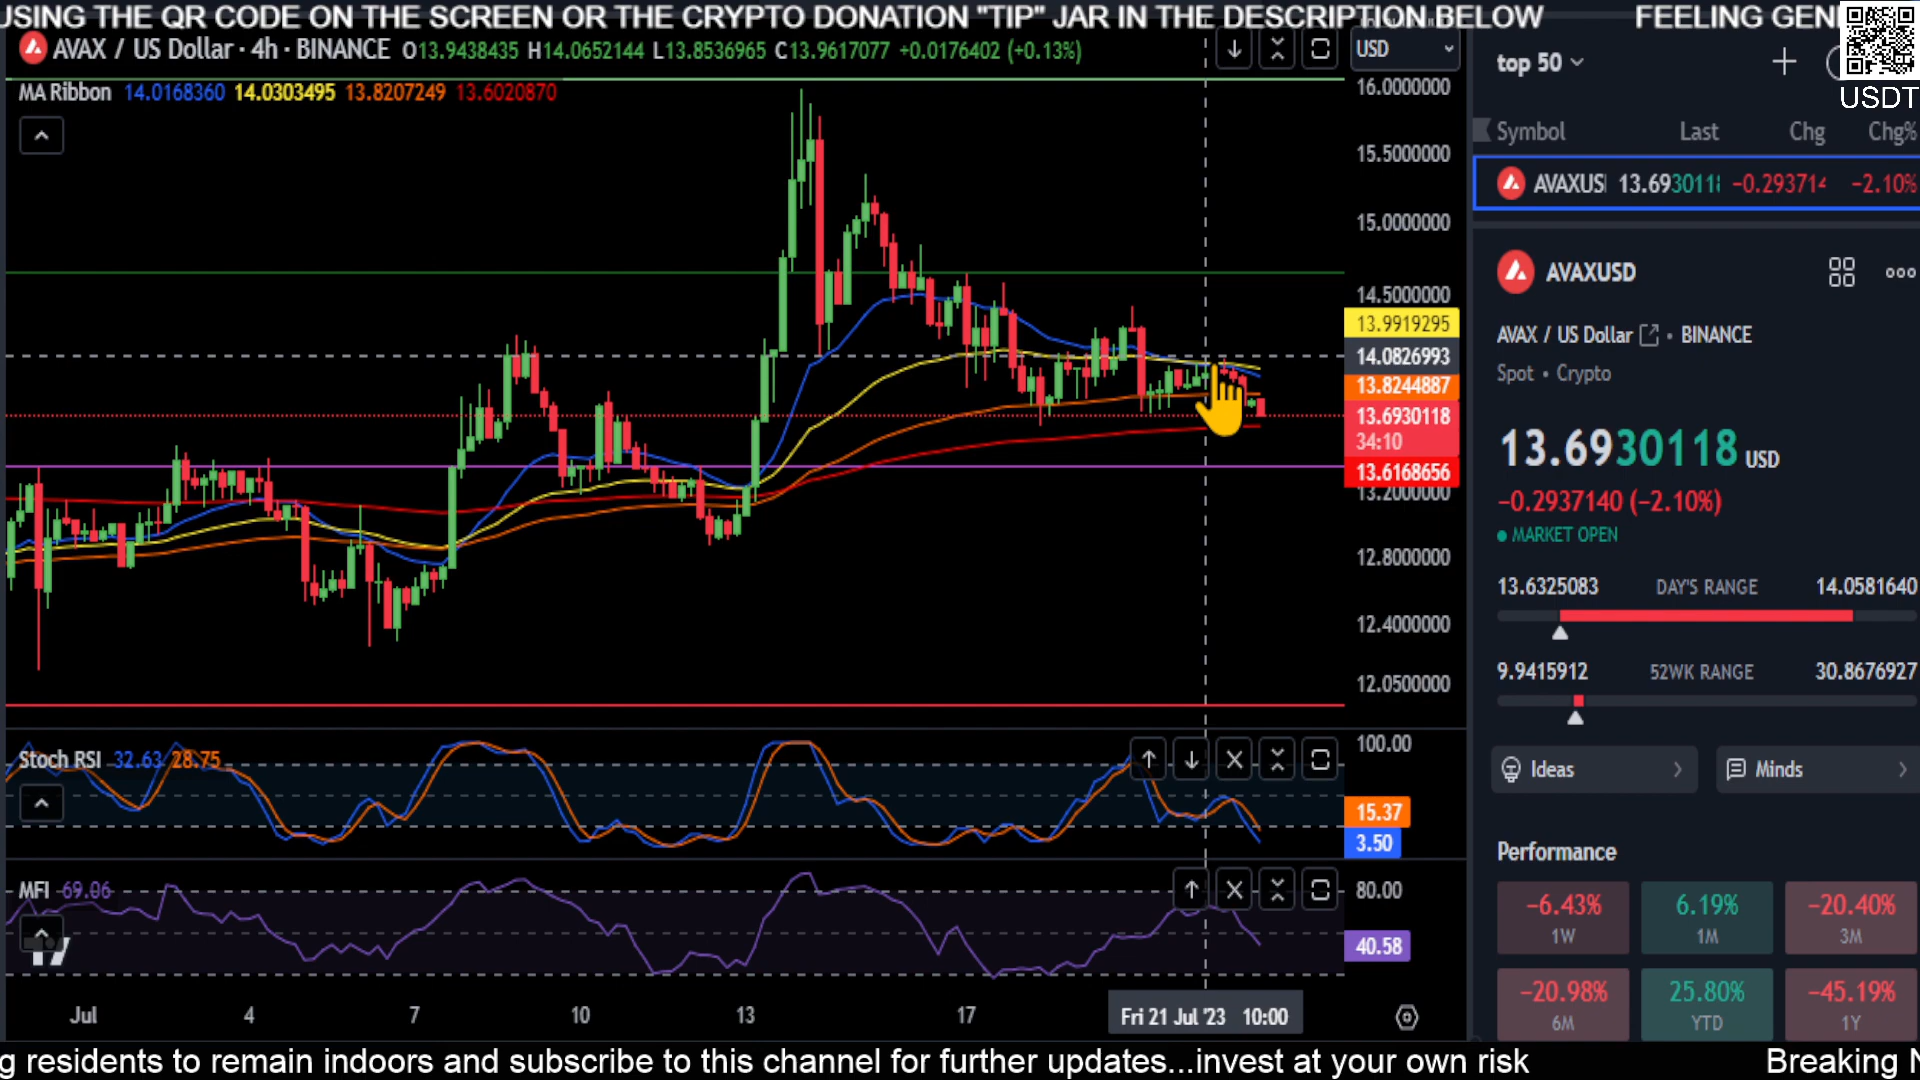 USING THE QR CODE ON THE SCREEN OR THE CRYPTO DONATION "TIP" JAR IN THE DESCRIPTION BELOW FEELING GEN
AVAX / US Dollar · 4h · BINANCE O13.9438435 H14.0652144 L13.8536965 C13.9617077 +0.0176402 (+0.13%)
MA Ribbon 14.0168360 14.0303495 13.8207249 13.6020870
USD
16.0000000
15.5000000
15.0000000
14.5000000
13.9919295
14.0826993
13.8244887
13.6930118
34:10
13.6168656
13.2000000
12.8000000
12.4000000
12.0500000
Stoch RSI 32.63 28.75
100.00
15.37
3.50
MFI 69.06
80.00
40.58
Jul 4 7 10 13 17 Fri 21 Jul '23 10:00
top 50
USDT
Symbol Last Chg Chg%
AVAXUS 13.6930118 −0.293714 −2.10%
AVAXUSD
AVAX / US Dollar • BINANCE
Spot • Crypto
13.6930118 USD
−0.2937140 (−2.10%)
MARKET OPEN
13.6325083 DAY'S RANGE 14.0581640
9.9415912 52WK RANGE 30.8676927
Ideas Minds
Performance
−6.43% 6.19% −20.40%
1W 1M 3M
−20.98% 25.80% −45.19%
6M YTD 1Y
g residents to remain indoors and subscribe to this channel for further updates...invest at your own risk Breaking N